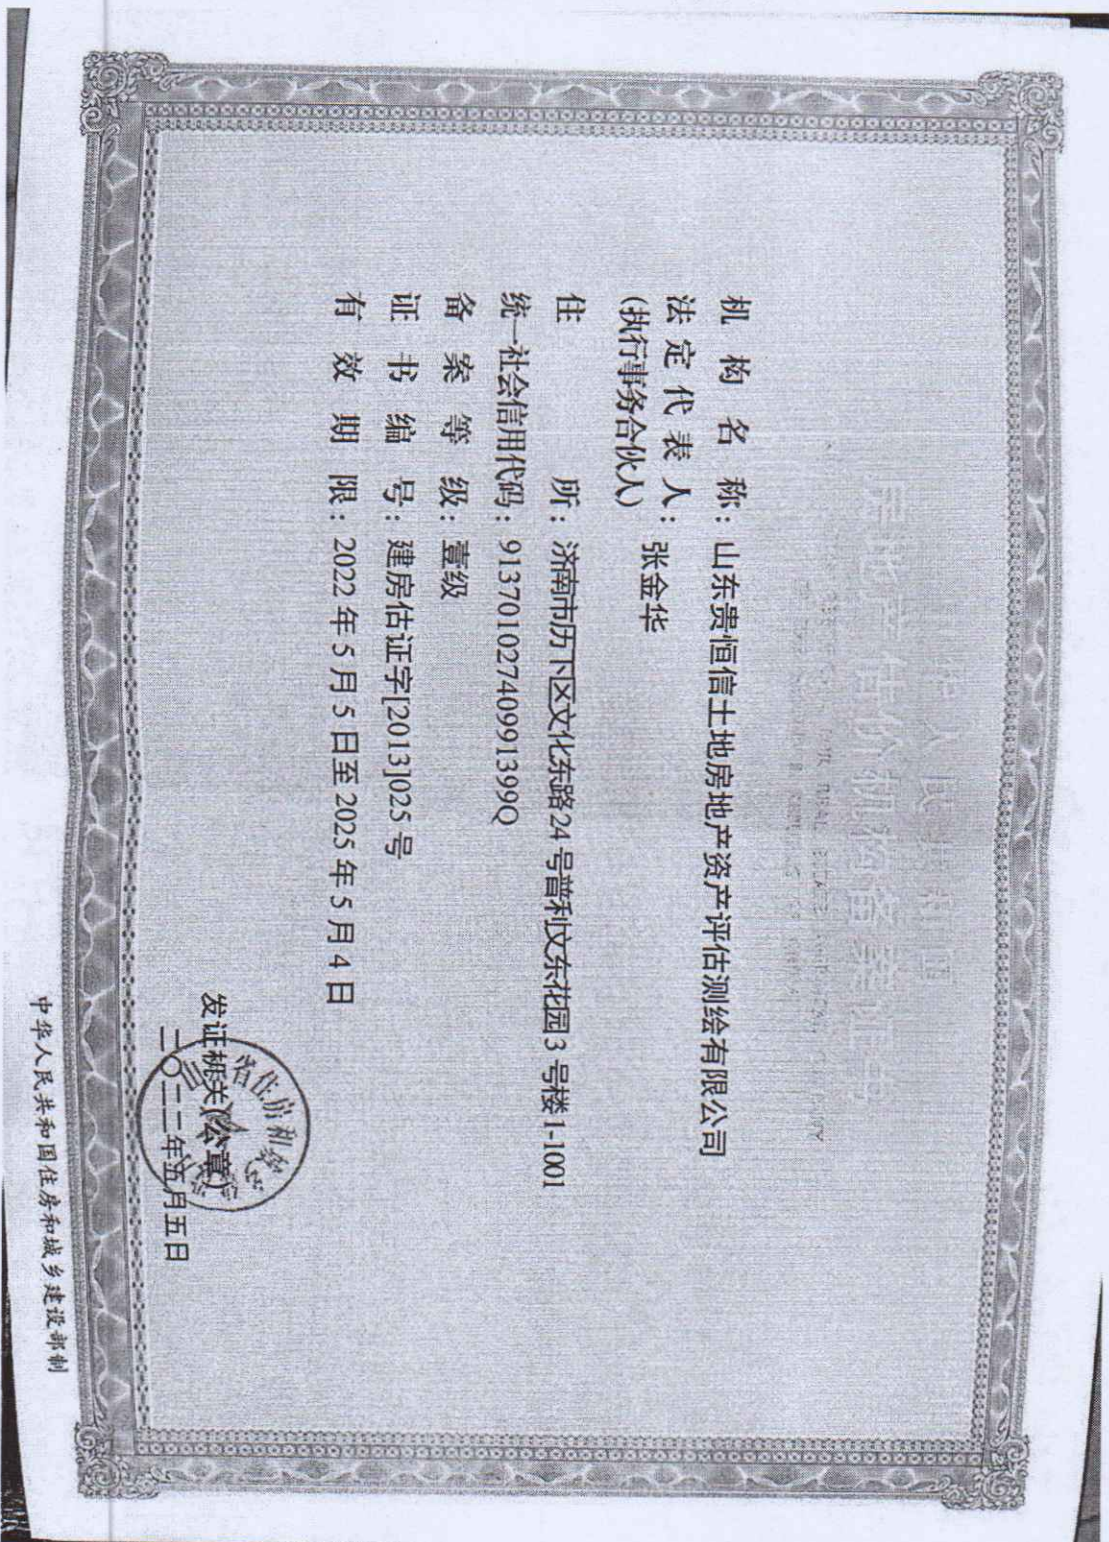 房地产估价机构备案证书
机构名称：山东贵恒信土地房地产资产评估测绘有限公司
法定代表人：张金华
(执行事务合伙人)
住所：济南市历下区文化东路24号普利文东花园3号楼1-1001
统一社会信用代码：91370102740991399Q
备案等级：壹级
证书编号：建房估证字[2013]025号
有效期限：2022年5月5日至2025年5月4日
发证机关(公章)
二〇二二年五月五日
省住房和
中华人民共和国住房和城乡建设部制